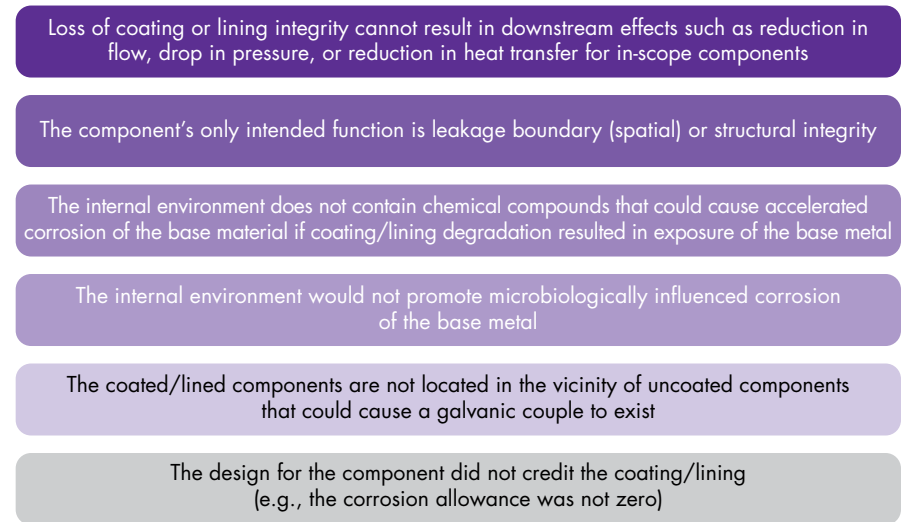 Loss of coating or lining integrity cannot result in downstream effects such as reduction in
flow, drop in pressure, or reduction in heat transfer for in-scope components
The component's only intended function is leakage boundary (spatial) or structural integrity
The internal environment does not contain chemical compounds that could cause accelerated
corrosion of the base material if coating/lining degradation resulted in exposure of the base metal
The internal environment would not promote microbiologically influenced corrosion
of the base metal
The coated/lined components are not located in the vicinity of uncoated components
that could cause a galvanic couple to exist
The design for the component did not credit the coating/lining
(e.g., the corrosion allowance was not zero)